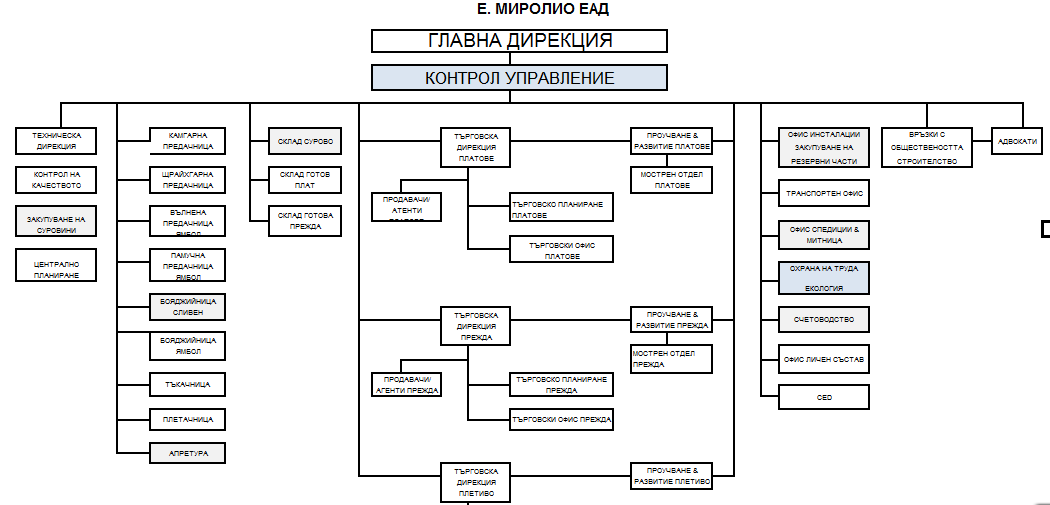 Е. МИРОЛИО ЕАД
ГЛАВНА ДИРЕКЦИЯ
КОНТРОЛ УПРАВЛЕНИЕ
ТЕХНИЧЕСКА
ДИРЕКЦИЯ
КОНТРОЛ НА
КАЧЕСТВОТО
ЗАКУПУВАНЕ НА
СУРОВИНИ
ЦЕНТРАЛНО
ПЛАНИРАНЕ
КАМГАРНА
ПРЕДАЧНИЦА
ЩРАЙХГАРНА
ПРЕДАЧНИЦА
ВЪЛНЕНА
ПРЕДАЧНИЦА
ЯМБОЛ
ПАМУЧНА
ПРЕДАЧНИЦА
ЯМБОЛ
БОЯДЖИЙНИЦА
СЛИВЕН
БОЯДЖИЙНИЦА
ЯМБОЛ
ТЪКАЧНИЦА
ПЛЕТАЧНИЦА
АПРЕТУРА
СКЛАД СУРОВО
СКЛАД ГОТОВ
ПЛАТ
СКЛАД ГОТОВА
ПРЕЖДА
ТЪРГОВСКА
ДИРЕКЦИЯ
ПЛАТОВЕ
ПРОУЧВАНЕ &
РАЗВИТИЕ ПЛАТОВЕ
МОСТРЕН ОТДЕЛ
ПЛАТОВЕ
ПРОДАВАЧИ/
АГЕНТИ
ТЪРГОВСКО ПЛАНИРАНЕ
ПЛАТОВЕ
ТЪРГОВСКИ ОФИС
ПЛАТОВЕ
ТЪРГОВСКА
ДИРЕКЦИЯ
ПРЕЖДА
ПРОУЧВАНЕ &
РАЗВИТИЕ ПРЕЖДА
МОСТРЕН ОТДЕЛ
ПРЕЖДА
ПРОДАВАЧИ/
АГЕНТИ ПРЕЖДА
ТЪРГОВСКО ПЛАНИРАНЕ
ПРЕЖДА
ТЪРГОВСКИ ОФИС ПРЕЖДА
ТЪРГОВСКА
ДИРЕКЦИЯ
ПЛЕТИВО
ПРОУЧВАНЕ &
РАЗВИТИЕ ПЛЕТИВО
ОФИС ИНСТАЛАЦИИ
ЗАКУПУВАНЕ НА
РЕЗЕРВНИ ЧАСТИ
ТРАНСПОРТЕН ОФИС
ОФИС СПЕДИЦИИ &
МИТНИЦА
ОХРАНА НА ТРУДА
ЕКОЛОГИЯ
СЧЕТОВОДСТВО
ОФИС ЛИЧЕН СЪСТАВ
CED
ВРЪЗКИ С
ОБЩЕСТВЕНОСТТА
СТРОИТЕЛСТВО
АДВОКАТИ